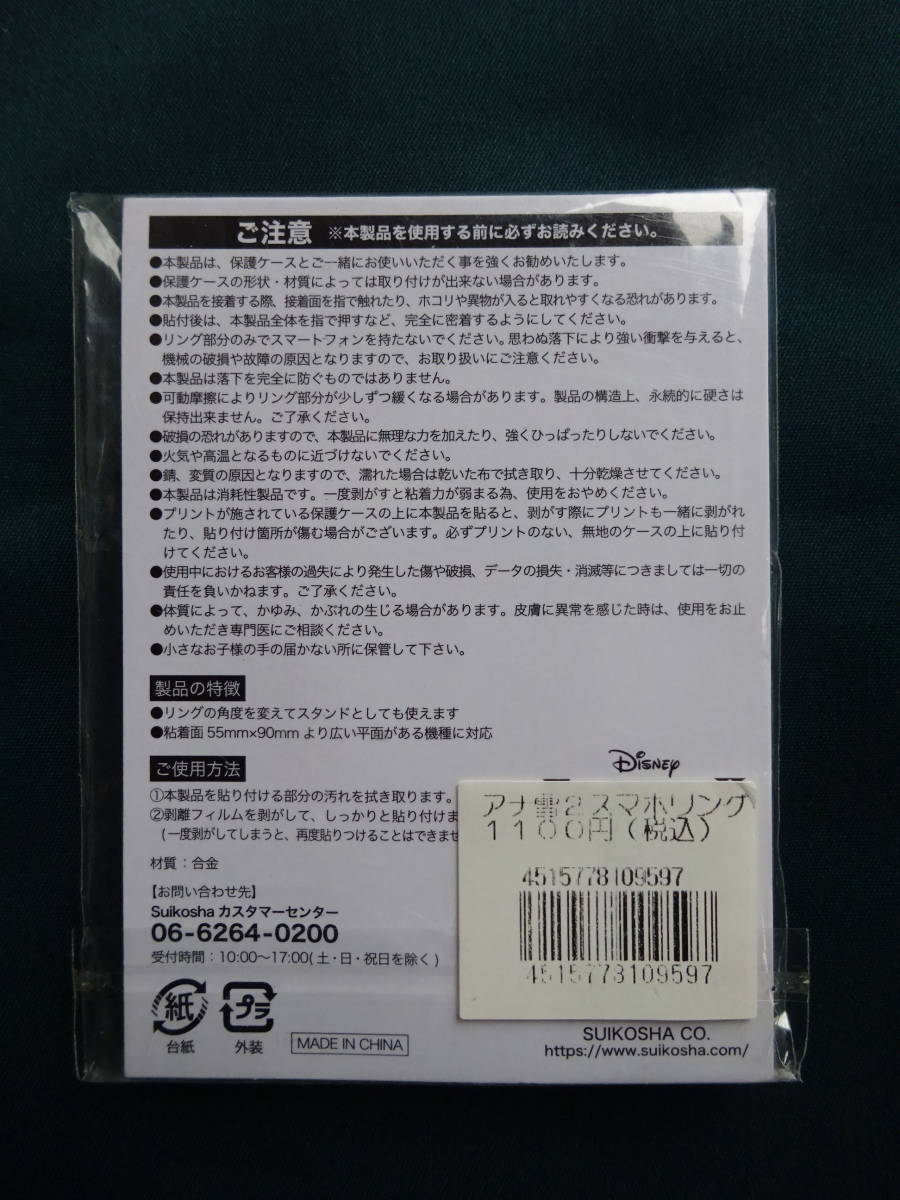 ご注意 ※本製品を使用する前に必ずお読みください。
●本製品は、保護ケースとご一緒にお使いいただく事を強くお勧めいたします。
●保護ケースの形状・材質によっては取り付けが出来ない場合があります。
●本製品を接着する際、接着面を指で触れたり、ホコリや異物が入ると取れやすくなる恐れがあります。
●貼付後は、本製品全体を指で押すなど、完全に密着するようにしてください。
●リング部分のみでスマートフォンを持たないでください。思わぬ落下により強い衝撃を与えると、
機械の破損や故障の原因となりますので、お取り扱いにご注意ください。
●本製品は落下を完全に防ぐものではありません。
●可動摩擦によりリング部分が少しずつ緩くなる場合があります。製品の構造上、永続的に硬さは
保持出来ません。ご了承ください。
●破損の恐れがありますので、本製品に無理な力を加えたり、強くひっぱったりしないでください。
●火気や高温となるものに近づけないでください。
●錆、変質の原因となりますので、濡れた場合は乾いた布で拭き取り、十分乾燥させてください。
●本製品は消耗性製品です。一度剥がすと粘着力が弱まる為、使用をおやめください。
●プリントが施されている保護ケースの上に本製品を貼ると、剥がす際にプリントも一緒に剥がれ
たり、貼り付け箇所が傷む場合がございます。必ずプリントのない、無地のケースの上に貼り付
けてください。
●使用中におけるお客様の過失により発生した傷や破損、データの損失・消滅等につきましては一切の
責任を負いかねます。ご了承ください。
●体質によって、かゆみ、かぶれの生じる場合があります。皮膚に異常を感じた時は、使用をお止
めいただき専門医にご相談ください。
●小さなお子様の手の届かない所に保管して下さい。
製品の特徴
●リングの角度を変えてスタンドとしても使えます
●粘着面 55mm×90mm より広い平面がある機種に対応
Disney
ご使用方法
①本製品を貼り付ける部分の汚れを拭き取ります。
②剥離フィルムを剥がして、しっかりと貼り付けま
(一度剥がしてしまうと、再度貼りつけることはできませ
アナ雪2スマホリング
1100円(税込)
4515778109597
4515778109597
材質：合金
【お問い合わせ先】
Suikosha カスタマーセンター
06-6264-0200
受付時間：10:00〜17:00(土・日・祝日を除く)
紙 プラ
台紙 外装
MADE IN CHINA
SUIKOSHA CO.
https://www.suikosha.com/